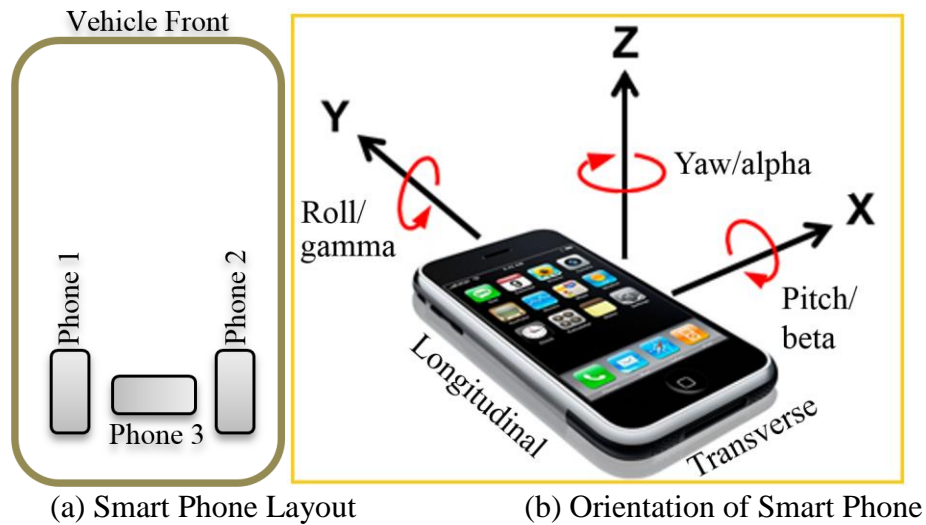 Vehicle Front
Phone 1
Phone 2
Phone 3
(a) Smart Phone Layout
Z
Y
X
Yaw/alpha
Roll/
gamma
Pitch/
beta
Longitudinal
Transverse
(b) Orientation of Smart Phone